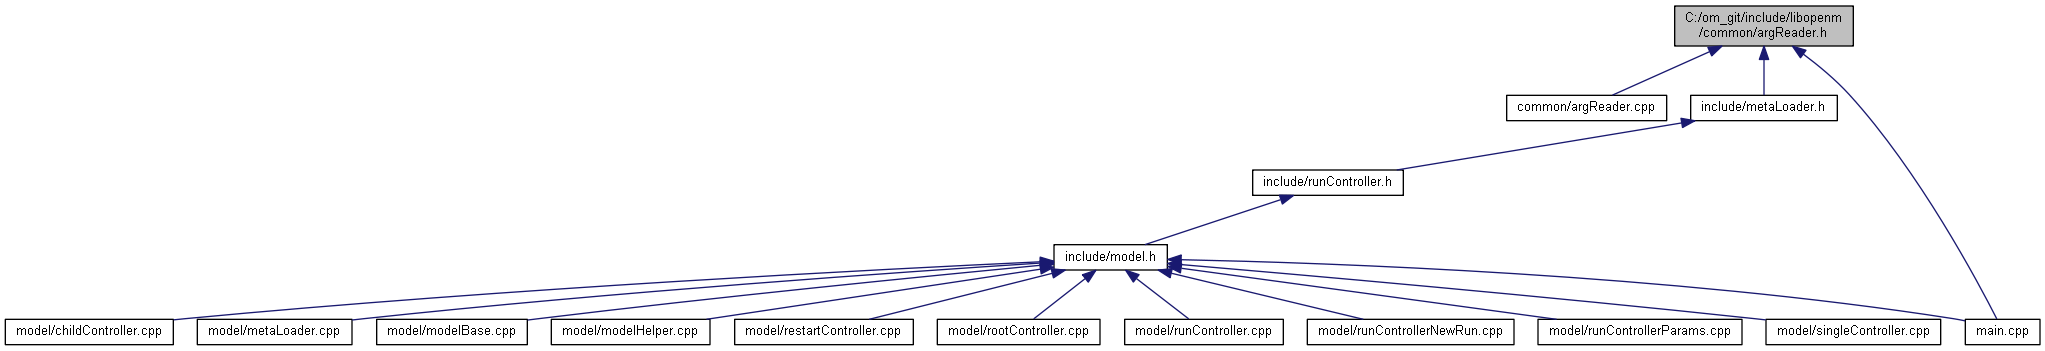 C:/om_git/include/libopenm
/common/argReader.h
common/argReader.cpp
include/metaLoader.h
include/runController.h
include/model.h
model/childController.cpp
model/metaLoader.cpp
model/modelBase.cpp
model/modelHelper.cpp
model/restartController.cpp
model/rootController.cpp
model/runController.cpp
model/runControllerNewRun.cpp
model/runControllerParams.cpp
model/singleController.cpp
main.cpp